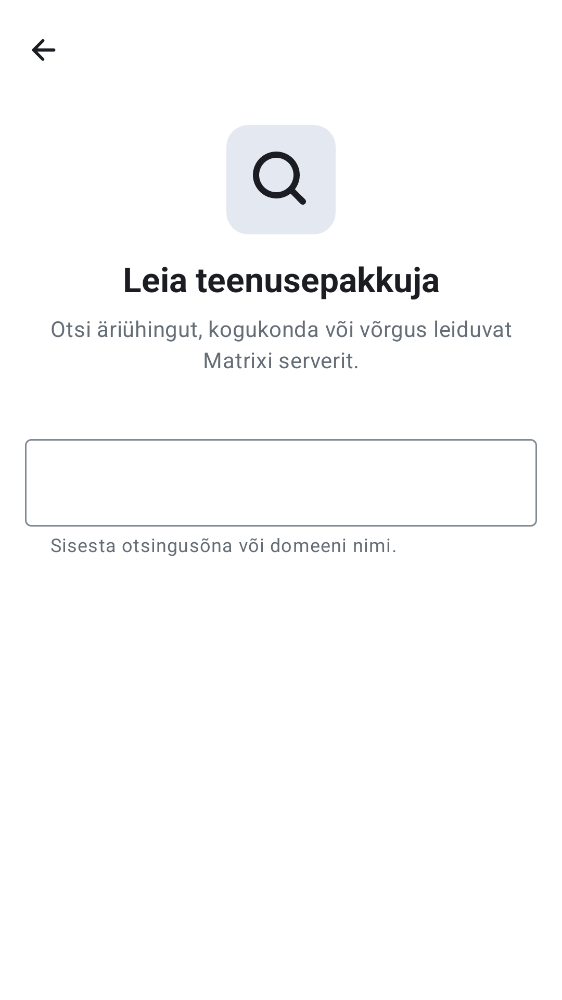 Leia teenusepakkuja
Otsi äriühingut, kogukonda või võrgus leiduvat
Matrixi serverit.
Sisesta otsingusõna või domeeni nimi.